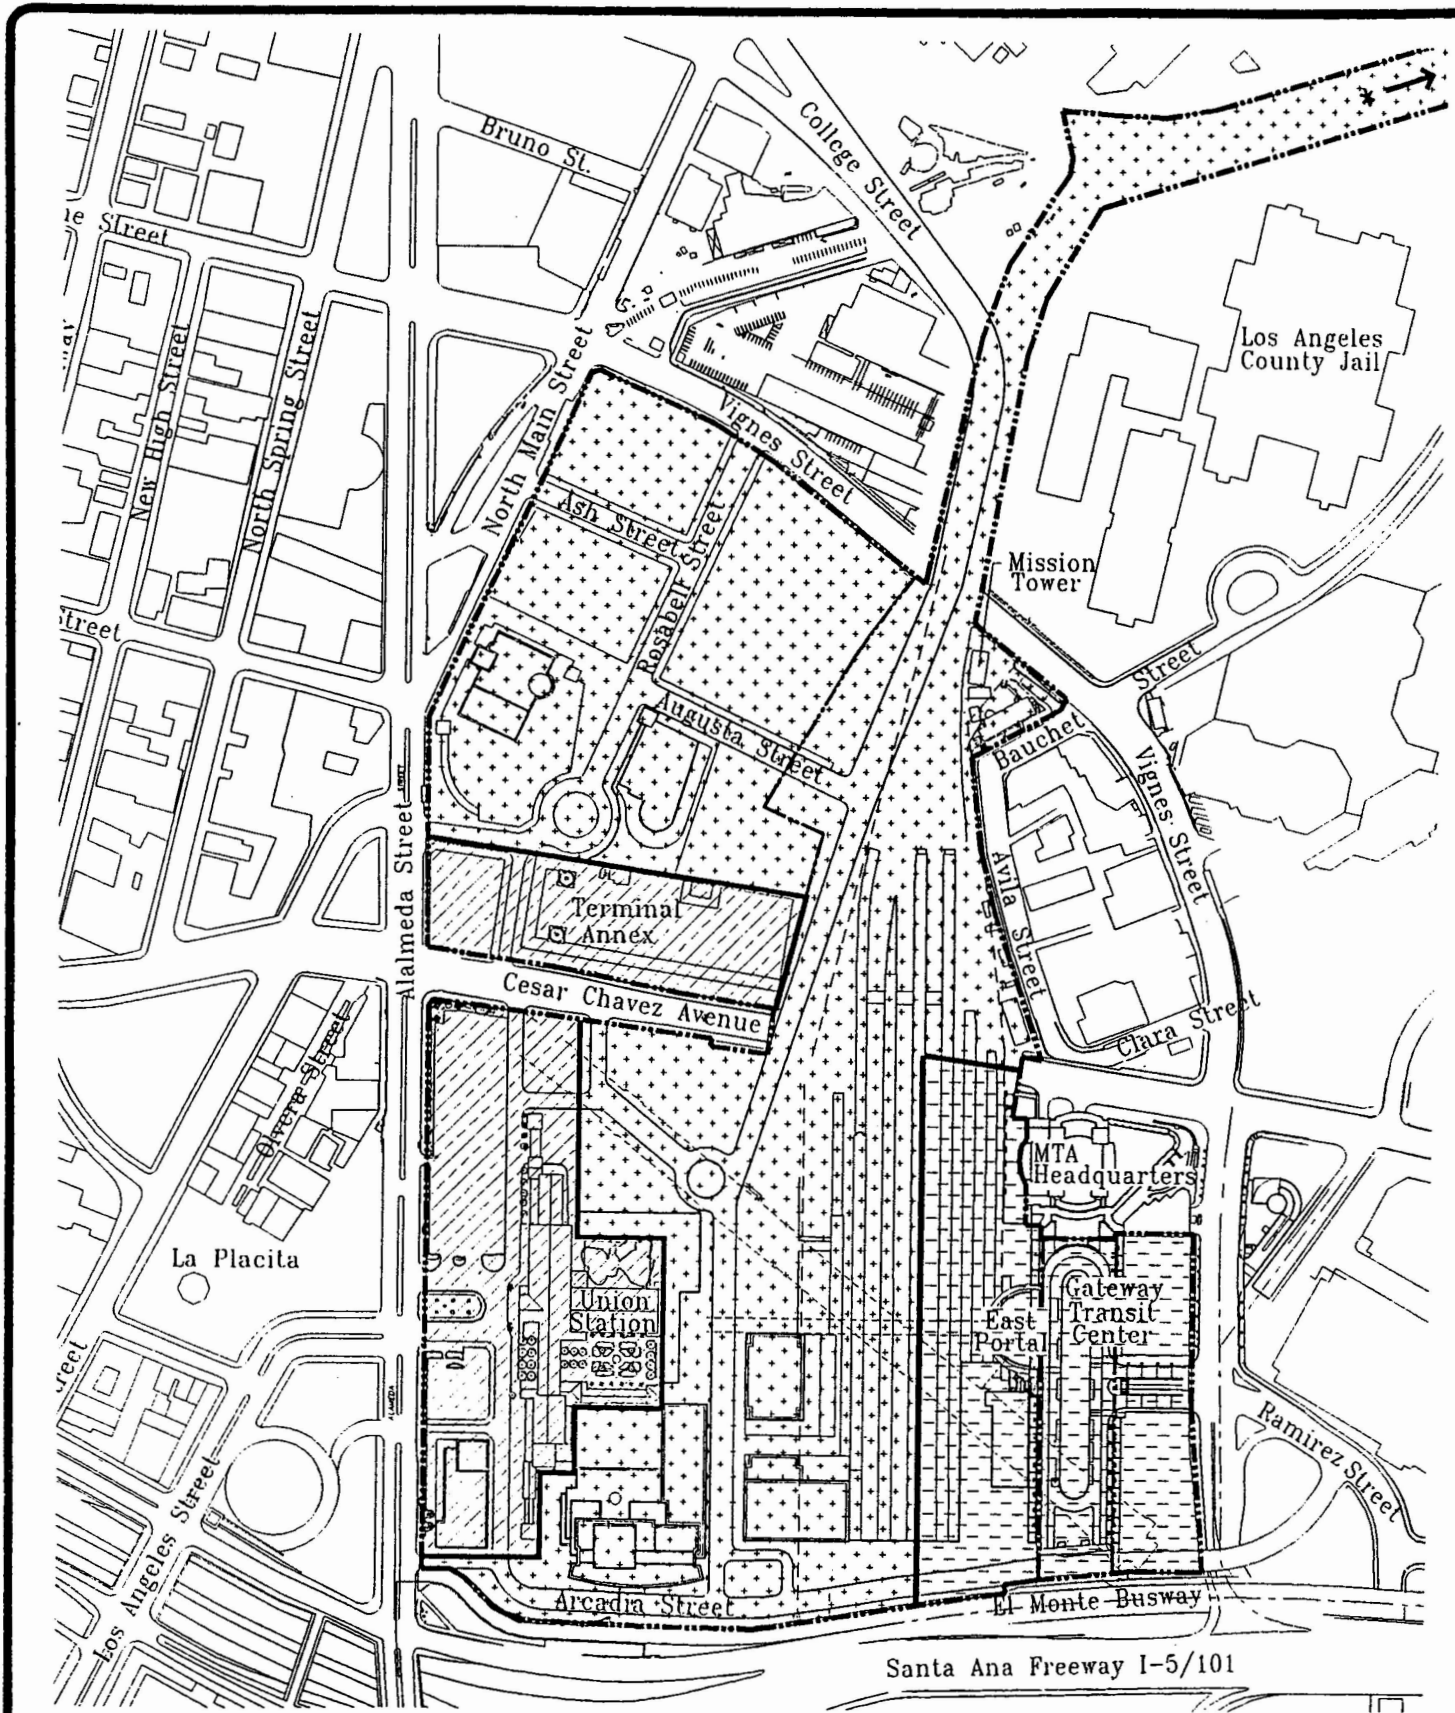 College Street
Bruno St.
Street
Los Angeles
County Jail
New High Street
North Spring Street
North Main Street
Vignes Street
Ash Street
Rosabell Street
Mission
Tower
Street
Street
Augusta Street
Bauchet
Vignes Street
Alalmeda Street
Avila Street
Terminal
Annex
Cesar Chavez Avenue
Clara Street
Olvera Street
MTA
Headquarters
La Placita
Union
Station
Gateway
Transit
Center
East
Portal
ALAMEDA
Ramirez Street
Los Angeles Street
Arcadia Street
El Monte Busway
Santa Ana Freeway I-5/101